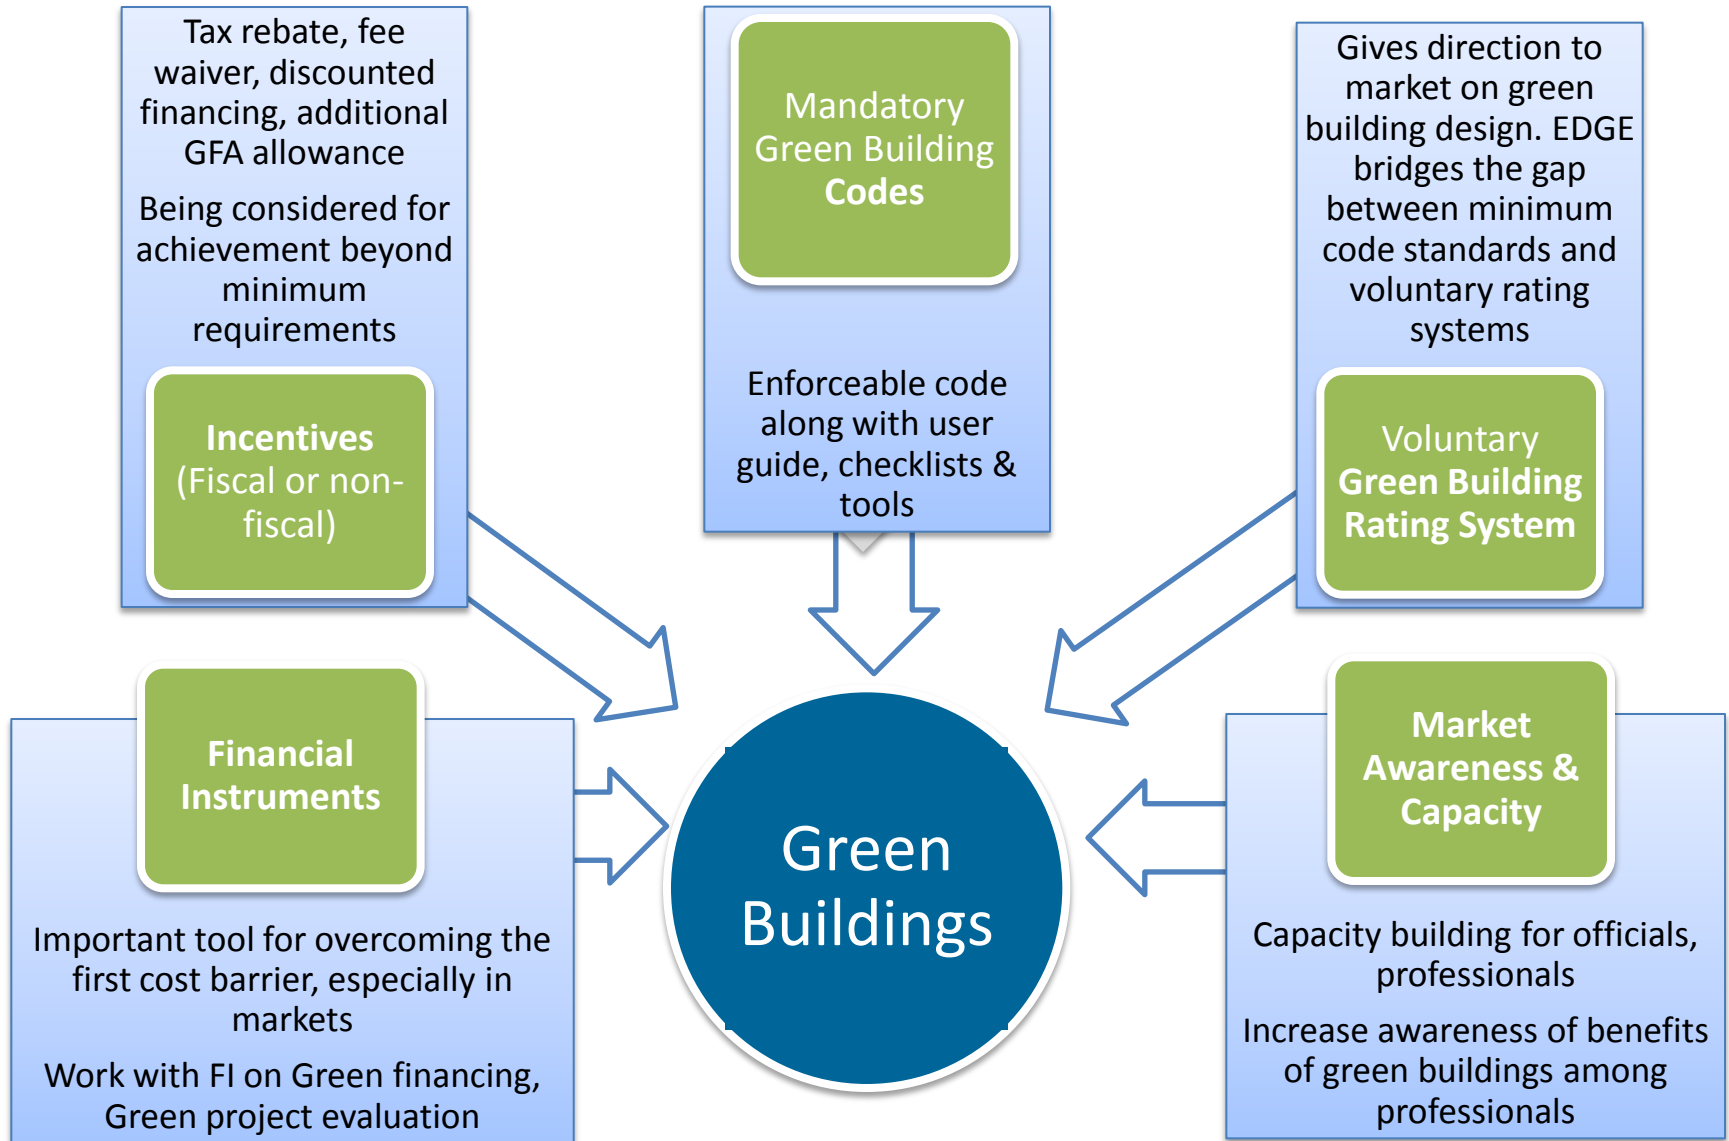 Tax rebate, fee
waiver, discounted
financing, additional
GFA allowance
Being considered for
achievement beyond
minimum
requirements
Incentives
(Fiscal or non-
fiscal)
Mandatory
Green Building
Codes
Enforceable code
along with user
guide, checklists &
tools
Gives direction to
market on green
building design. EDGE
bridges the gap
between minimum
code standards and
voluntary rating
systems
Voluntary
Green Building
Rating System
Financial
Instruments
Important tool for overcoming the
first cost barrier, especially in
markets
Work with FI on Green financing,
Green project evaluation
Green
Buildings
Market
Awareness &
Capacity
Capacity building for officials,
professionals
Increase awareness of benefits
of green buildings among
professionals